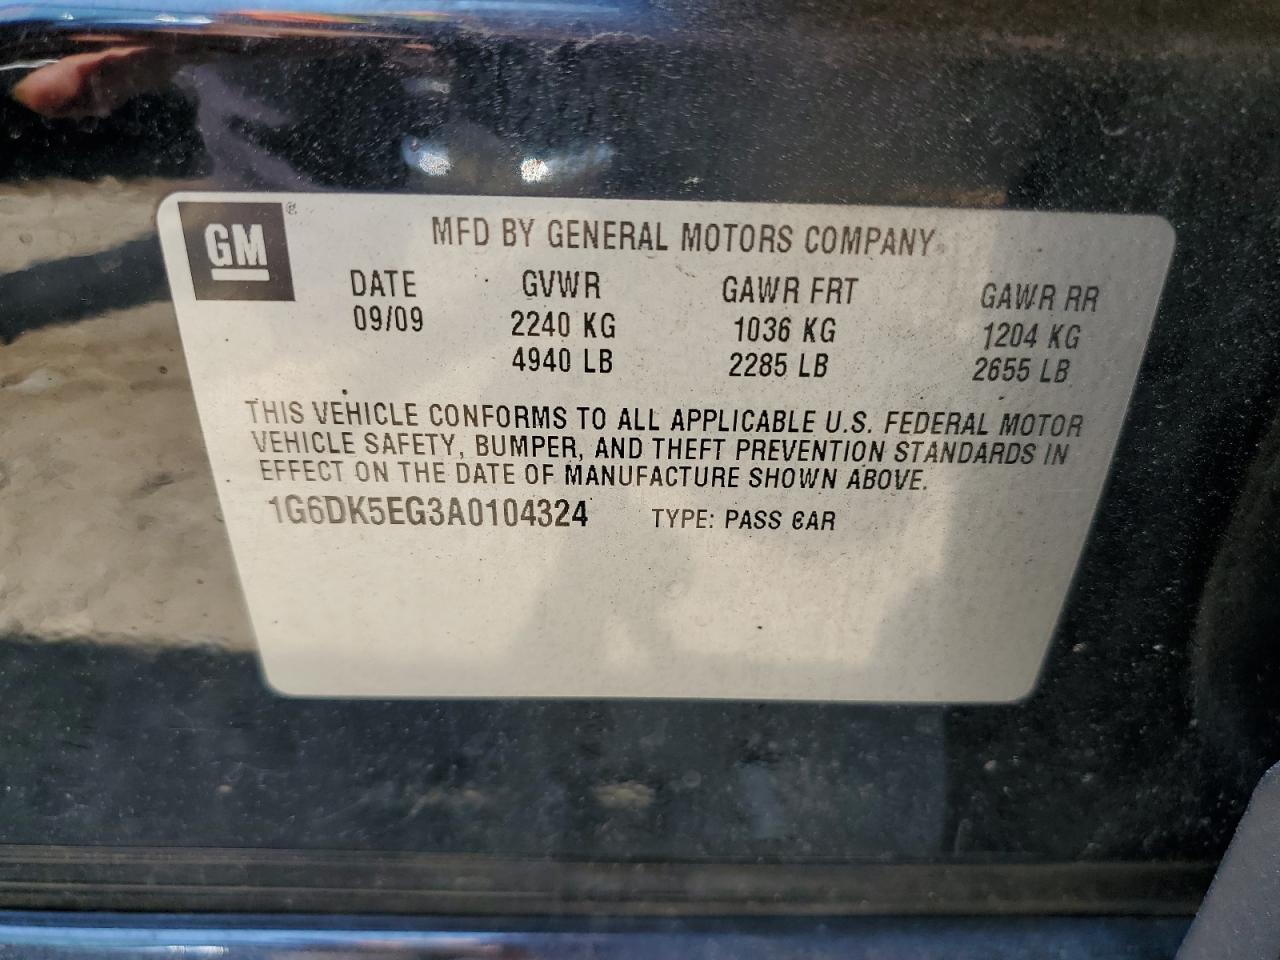 GM®
MFD BY GENERAL MOTORS COMPANY
DATE GVWR GAWR FRT GAWR RR
09/09 2240 KG 1036 KG 1204 KG
4940 LB 2285 LB 2655 LB
THIS VEHICLE CONFORMS TO ALL APPLICABLE U.S. FEDERAL MOTOR
VEHICLE SAFETY, BUMPER, AND THEFT PREVENTION STANDARDS IN
EFFECT ON THE DATE OF MANUFACTURE SHOWN ABOVE.
1G6DK5EG3A0104324 TYPE: PASS CAR